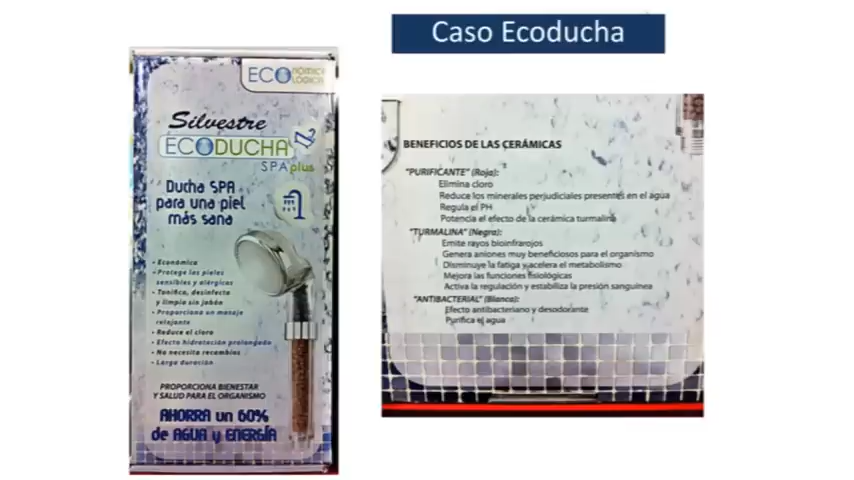 Caso Ecoducha
ECONÓMICA
LÓGICA
Silvestre
ECODUCHA
SPA plus
Ducha SPA
para una piel
más sana
• Económica
• Protege las pieles
sensibles y alérgicas
• Tonifica, desinfecta
y limpia sin jabón
• Proporciona un masaje
relajante
• Reduce el cloro
• Efecto hidratación prolongado
• No necesita recambios
• Larga duración
PROPORCIONA BIENESTAR
Y SALUD PARA EL ORGANISMO
AHORRA un 60%
de AGUA y ENERGÍA
BENEFICIOS DE LAS CERÁMICAS
"PURIFICANTE" (Roja):
Elimina cloro
Reduce los minerales perjudiciales presentes en el agua
Regula el PH
Potencia el efecto de la cerámica turmalina
"TURMALINA" (Negra):
Emite rayos bioinfrarojos
Genera aniones muy beneficiosos para el organismo
Disminuye la fatiga y acelera el metabolismo
Mejora las funciones fisiológicas
Activa la regulación y estabiliza la presión sanguínea
"ANTIBACTERIAL" (Blanca):
Efecto antibacteriano y desodorante
Purifica el agua